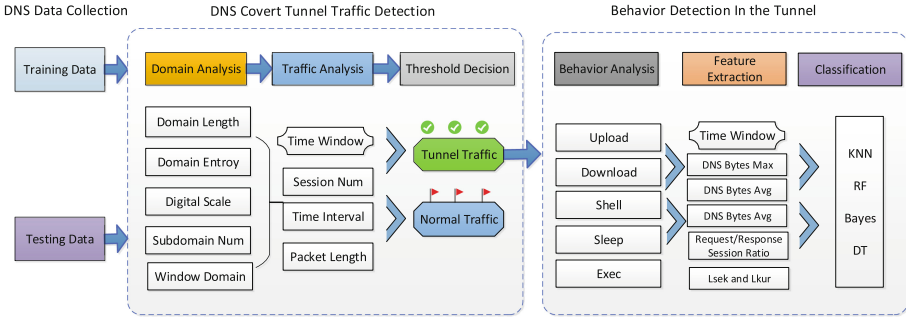 DNS Data Collection
DNS Covert Tunnel Traffic Detection
Behavior Detection In the Tunnel
Training Data
Testing Data
Domain Analysis
Traffic Analysis
Threshold Decision
Domain Length
Domain Entroy
Digital Scale
Subdomain Num
Window Domain
Time Window
Session Num
Time Interval
Packet Length
Tunnel Traffic
Normal Traffic
Behavior Analysis
Feature
Extraction
Classification
Upload
Download
Shell
Sleep
Exec
Time Window
DNS Bytes Max
DNS Bytes Avg
DNS Bytes Avg
Request/Response
Session Ratio
Lsek and Lkur
KNN
RF
Bayes
DT